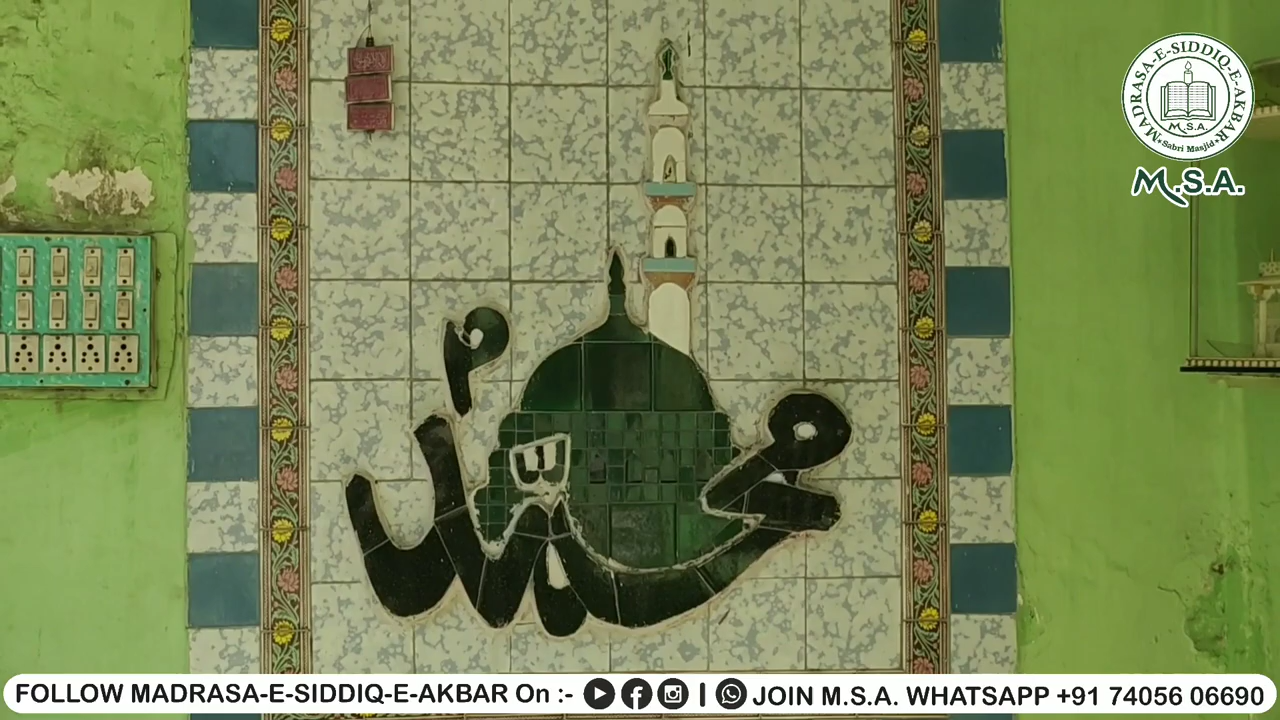 MADRASA-E-SIDDIQ-E-AKBAR
M.S.A.
Sabri Masjid
M.S.A.
محمد
FOLLOW MADRASA-E-SIDDIQ-E-AKBAR On :- | JOIN M.S.A. WHATSAPP +91 74056 06690